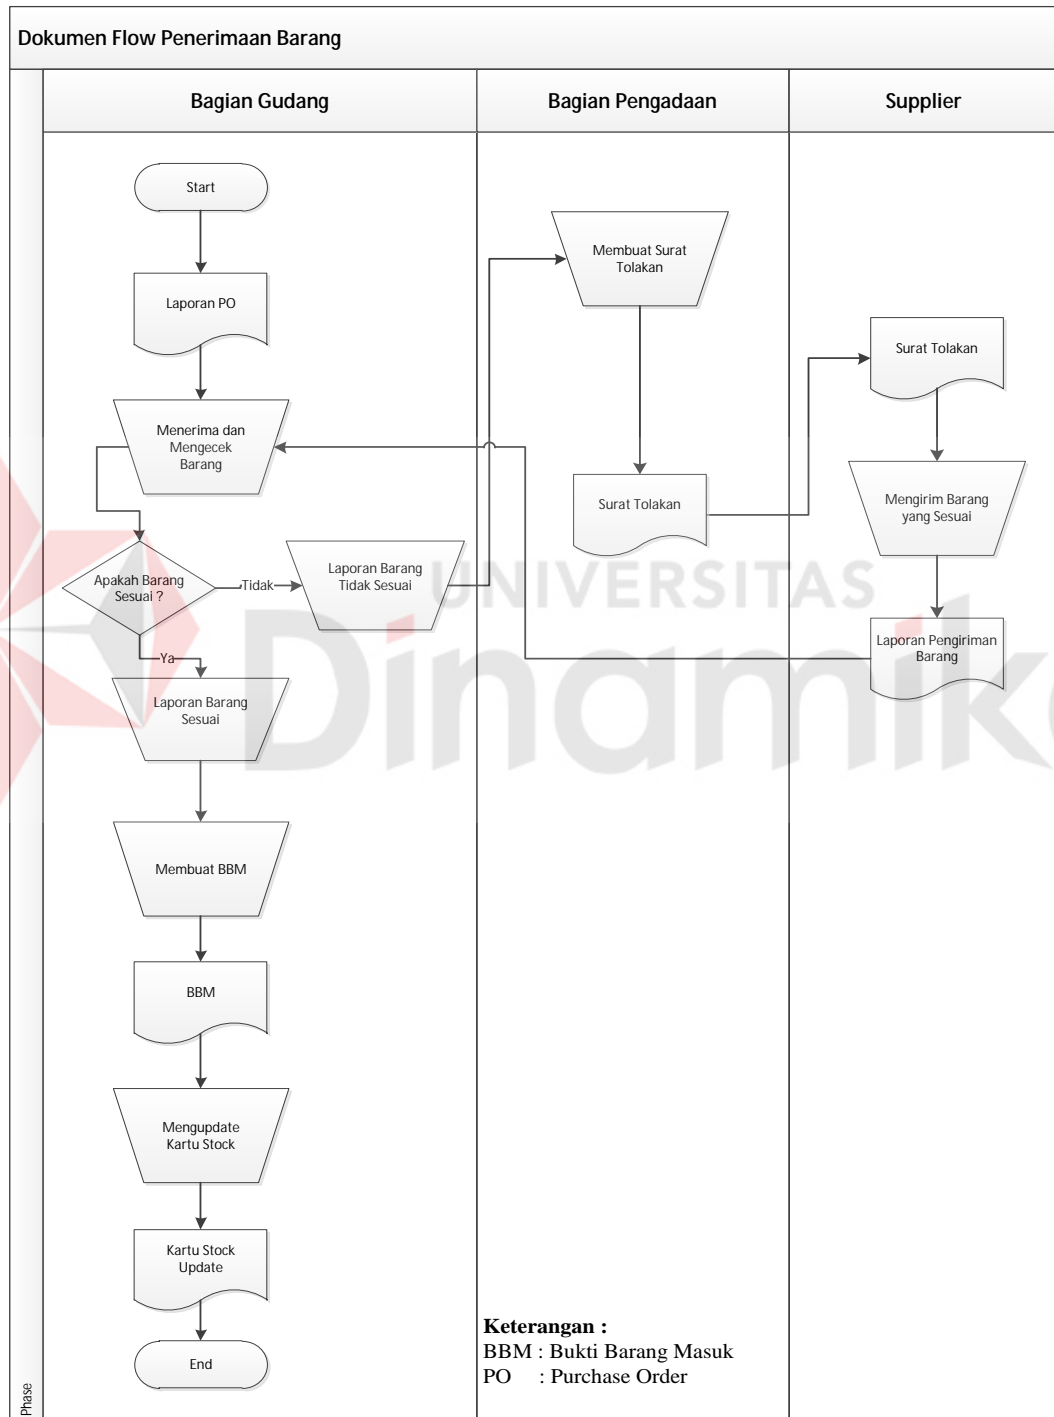 Dokumen Flow Penerimaan Barang
Bagian Gudang
Bagian Pengadaan
Supplier
Start
Laporan PO
Menerima dan
Mengecek
Barang
Apakah Barang
Sesuai ?
Tidak
Laporan Barang
Tidak Sesuai
Ya
Laporan Barang
Sesuai
Membuat BBM
BBM
Mengupdate
Kartu Stock
Kartu Stock
Update
End
Membuat Surat
Tolakan
Surat Tolakan
Surat Tolakan
Mengirim Barang
yang Sesuai
Laporan Pengiriman
Barang
UNIVERSITAS
Dinamika
Keterangan :
BBM : Bukti Barang Masuk
PO : Purchase Order
Phase